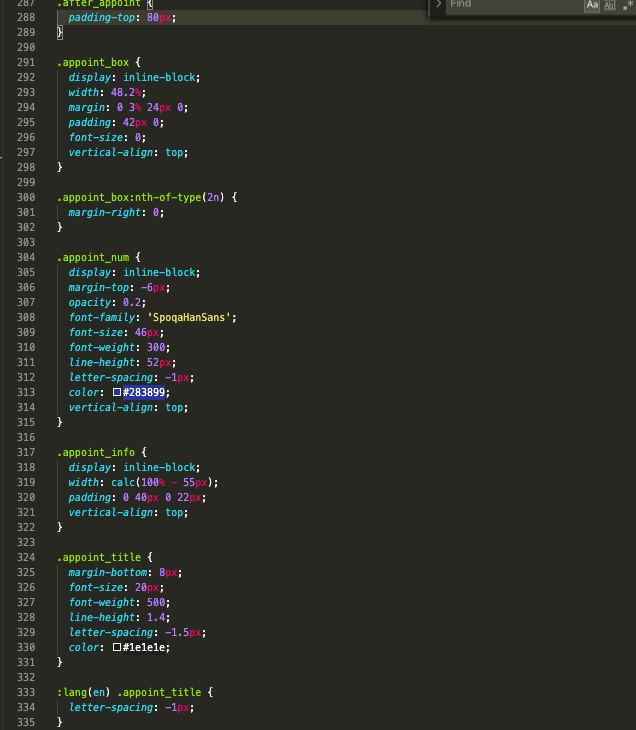 287 .after_appoint {
288 padding-top: 80px;
289 }
290
291 .appoint_box {
292 display: inline-block;
293 width: 48.2%;
294 margin: 0 3% 24px 0;
295 padding: 42px 0;
296 font-size: 0;
297 vertical-align: top;
298 }
299
300 .appoint_box:nth-of-type(2n) {
301 margin-right: 0;
302 }
303
304 .appoint_num {
305 display: inline-block;
306 margin-top: -6px;
307 opacity: 0.2;
308 font-family: 'SpoqaHanSans';
309 font-size: 46px;
310 font-weight: 300;
311 line-height: 52px;
312 letter-spacing: -1px;
313 color: #283899;
314 vertical-align: top;
315 }
316
317 .appoint_info {
318 display: inline-block;
319 width: calc(100% - 55px);
320 padding: 0 40px 0 22px;
321 vertical-align: top;
322 }
323
324 .appoint_title {
325 margin-bottom: 8px;
326 font-size: 20px;
327 font-weight: 500;
328 line-height: 1.4;
329 letter-spacing: -1.5px;
330 color: #1e1e1e;
331 }
332
333 :lang(en) .appoint_title {
334 letter-spacing: -1px;
335 }
> Find Aa Ab .*